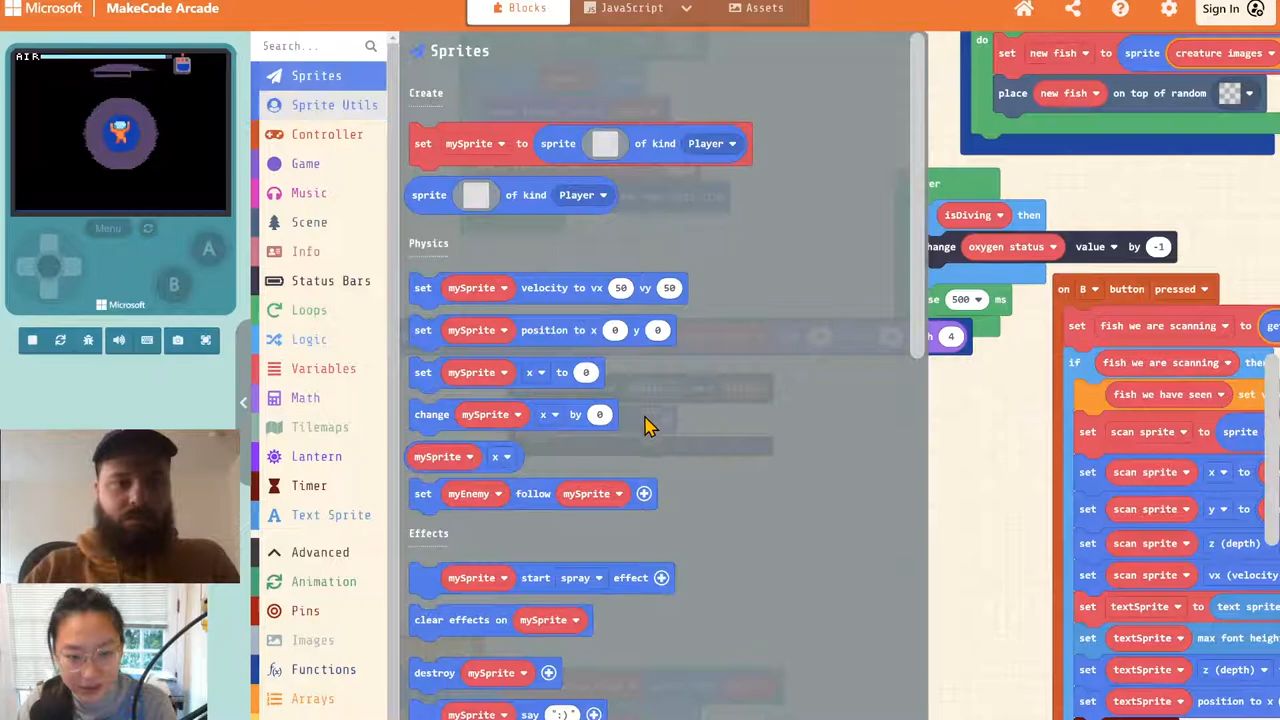 Microsoft MakeCode Arcade Blocks JavaScript Assets Sign In
AIR
Menu
A
B
Microsoft
Search...
Sprites
Sprite Utils
Controller
Game
Music
Scene
Info
Status Bars
Loops
Logic
Variables
Math
Tilemaps
Lantern
Timer
Text Sprite
Advanced
Animation
Pins
Images
Functions
Arrays
Sprites
Create
set mySprite to sprite of kind Player
sprite of kind Player
Physics
set mySprite velocity to vx 50 vy 50
set mySprite position to x 0 y 0
set mySprite x to 0
change mySprite x by 0
mySprite x
set myEnemy follow mySprite
Effects
mySprite start spray effect
clear effects on mySprite
destroy mySprite
mySprite say ":)"
do
set new fish to sprite creature images
place new fish on top of random
isDiving then
oxygen status value by -1
500 ms
4
on B button pressed
set fish we are scanning to
if fish we are scanning
fish we have seen set
set scan sprite to sprite
set scan sprite x to
set scan sprite y to
set scan sprite z (depth)
set scan sprite vx (velocity
set textSprite to text sprite
set textSprite max font height
set textSprite z (depth)
set textSprite position to x